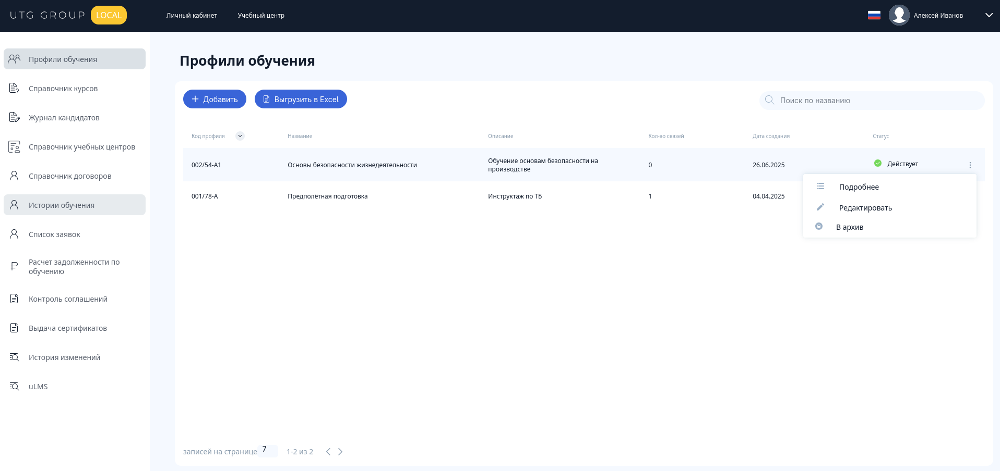 UTG GROUP LOCAL Личный кабинет Учебный центр Алексей Иванов
Профили обучения
Справочник курсов
Журнал кандидатов
Справочник учебных центров
Справочник договоров
Истории обучения
Список заявок
Расчет задолженности по
обучению
Контроль соглашений
Выдача сертификатов
История изменений
uLMS
Профили обучения
Добавить Выгрузить в Excel Поиск по названию
Код профиля Название Описание Кол-во связей Дата создания Статус
002/54-А1 Основы безопасности жизнедеятельности Обучение основам безопасности на
производстве 0 26.06.2025 Действует
001/78-А Предполётная подготовка Инструктаж по ТБ 1 04.04.2025
Подробнее
Редактировать
В архив
записей на странице 7 1-2 из 2